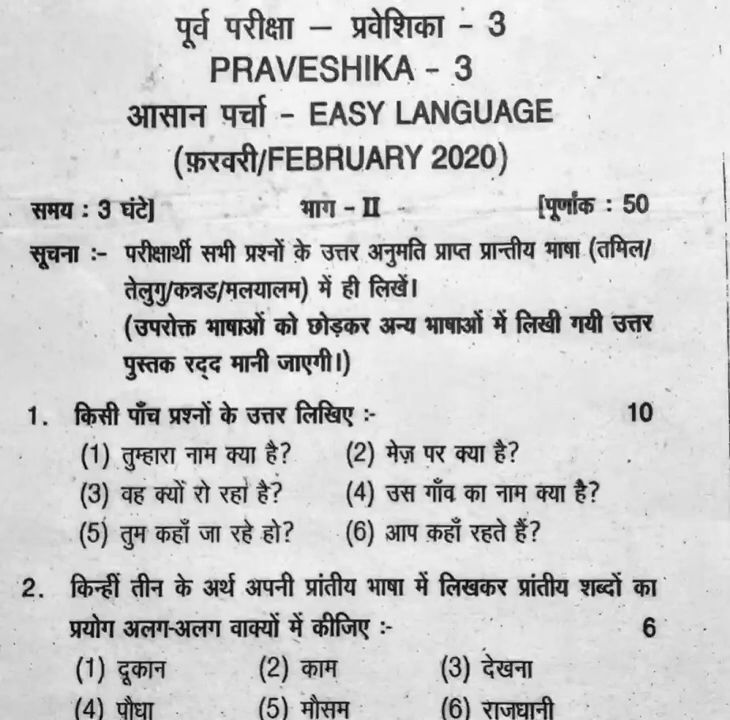 पूर्व परीक्षा – प्रवेशिका - 3
PRAVESHIKA - 3
आसान पर्चा - EASY LANGUAGE
(फ़रवरी/FEBRUARY 2020)
समय : 3 घंटे] भाग - II [पूर्णांक : 50
सूचना :- परीक्षार्थी सभी प्रश्नों के उत्तर अनुमति प्राप्त प्रान्तीय भाषा (तमिल/
तेलुगु/कन्नड/मलयालम) में ही लिखें।
(उपरोक्त भाषाओं को छोड़कर अन्य भाषाओं में लिखी गयी उत्तर
पुस्तक रद्द मानी जाएगी।)
1. किसी पाँच प्रश्नों के उत्तर लिखिए :- 10
(1) तुम्हारा नाम क्या है? (2) मेज़ पर क्या है?
(3) वह क्यों रो रहा है? (4) उस गाँव का नाम क्या है?
(5) तुम कहाँ जा रहे हो? (6) आप कहाँ रहते हैं?
2. किन्हीं तीन के अर्थ अपनी प्रांतीय भाषा में लिखकर प्रांतीय शब्दों का
प्रयोग अलग-अलग वाक्यों में कीजिए :- 6
(1) दूकान (2) काम (3) देखना
(4) पौधा (5) मौसम (6) राजधानी